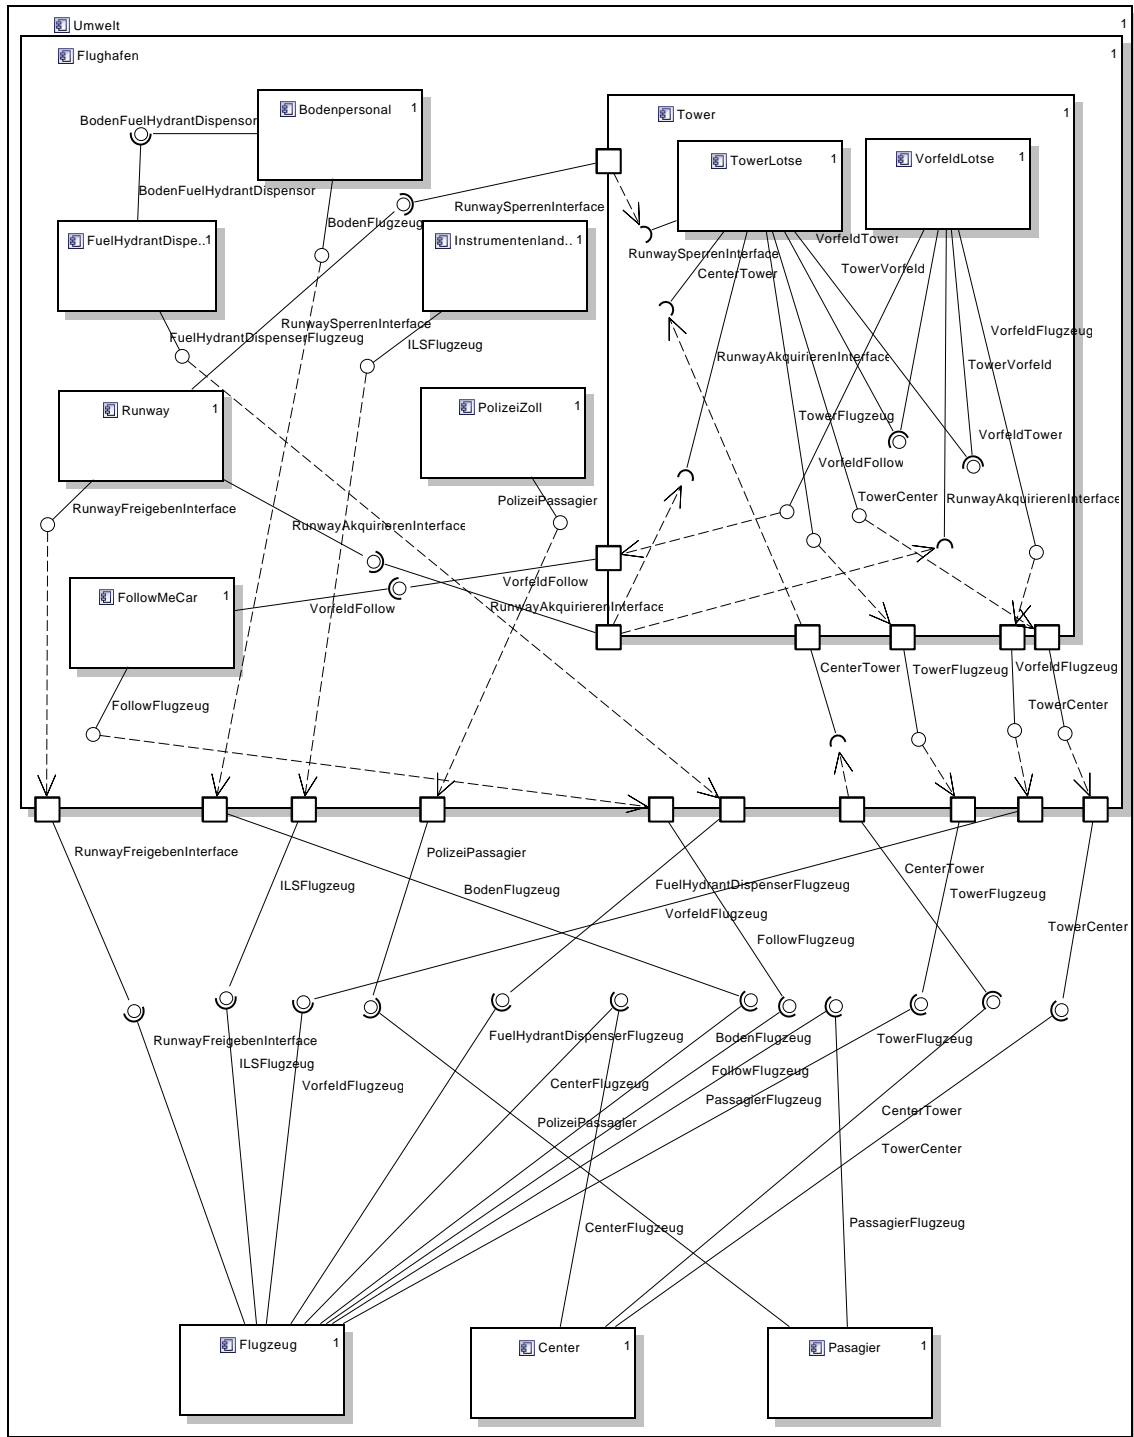 Umwelt 1
Flughafen 1
Bodenpersonal 1
Tower 1
BodenFuelHydrantDispensor
TowerLotse 1
VorfeldLotse 1
BodenFuelHydrantDispensor
RunwaySperrenInterface
BodenFlugzeug
FuelHydrantDispe..1
Instrumentenland.. 1
VorfeldTower
RunwaySperrenInterface
CenterTower
TowerVorfeld
RunwaySperrenInterface
FuelHydrantDispenserFlugzeug
ILSFlugzeug
VorfeldFlugzeug
RunwayAkquirierenInterface
TowerVorfeld
Runway 1
PolizeiZoll 1
TowerFlugzeug
VorfeldTower
VorfeldFollow
PolizeiPassagier
TowerCenter
RunwayAkquirierenInterface
RunwayFreigebenInterface
RunwayAkquirierenInterface
VorfeldFollow
FollowMeCar 1
VorfeldFollow
RunwayAkquirierenInterface
CenterTower
TowerFlugzeug
VorfeldFlugzeug
FollowFlugzeug
TowerCenter
RunwayFreigebenInterface
PolizeiPassagier
CenterTower
ILSFlugzeug
BodenFlugzeug
FuelHydrantDispenserFlugzeug
TowerFlugzeug
VorfeldFlugzeug
TowerCenter
FollowFlugzeug
RunwayFreigebenInterface
FuelHydrantDispenserFlugzeug
BodenFlugzeug
TowerFlugzeug
ILSFlugzeug
FollowFlugzeug
VorfeldFlugzeug
CenterFlugzeug
PassagierFlugzeug
CenterTower
PolizeiPassagier
TowerCenter
CenterFlugzeug
PassagierFlugzeug
Flugzeug 1
Center 1
Pasagier 1